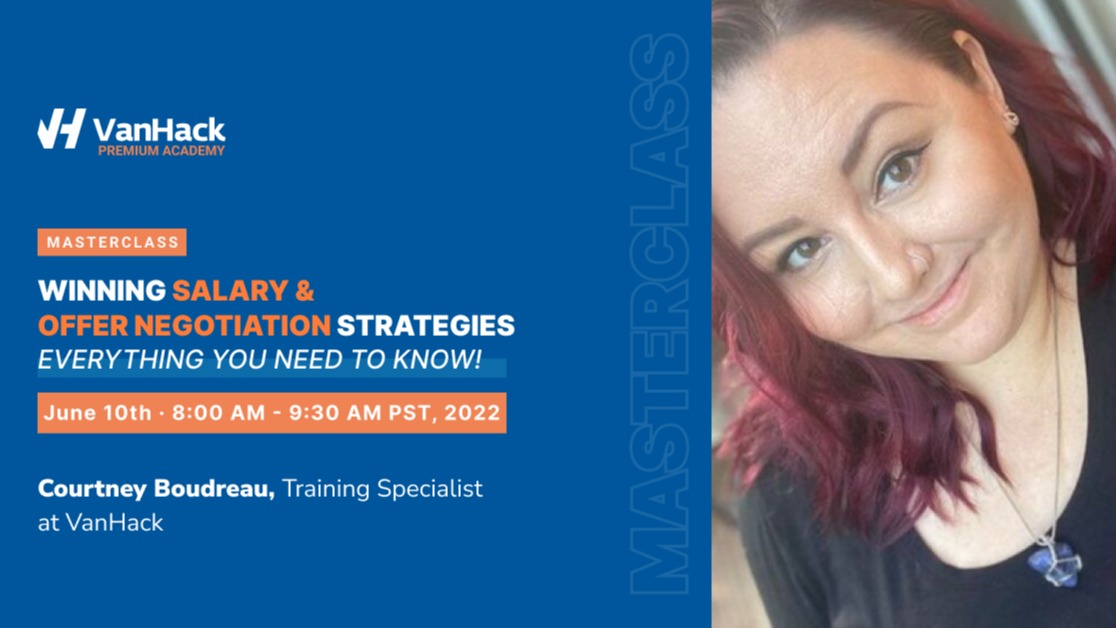 VanHack
PREMIUM ACADEMY
MASTERCLASS
WINNING SALARY &
OFFER NEGOTIATION STRATEGIES
EVERYTHING YOU NEED TO KNOW!
June 10th · 8:00 AM - 9:30 AM PST, 2022
Courtney Boudreau, Training Specialist
at VanHack
MASTERCLASS